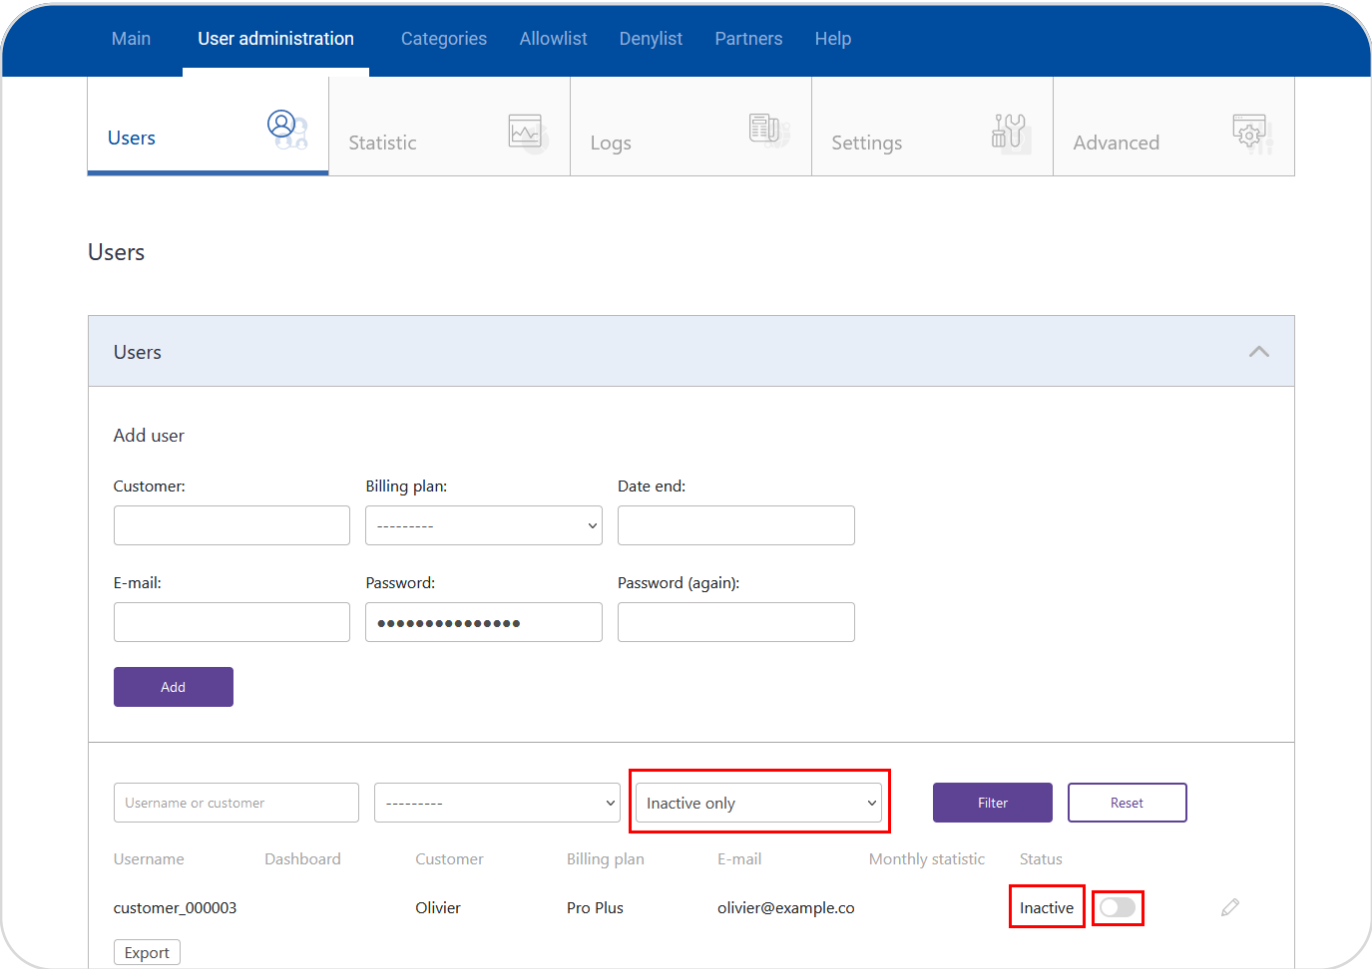 Main User administration Categories Allowlist Denylist Partners Help
Users Statistic Logs Settings Advanced
Users
Users
Add user
Customer: Billing plan: Date end:
---------
E-mail: Password: Password (again):
●●●●●●●●●●●●●●●
Add
Username or customer --------- Inactive only Filter Reset
Username Dashboard Customer Billing plan E-mail Monthly statistic Status
customer_000003 Olivier Pro Plus olivier@example.co Inactive
Export